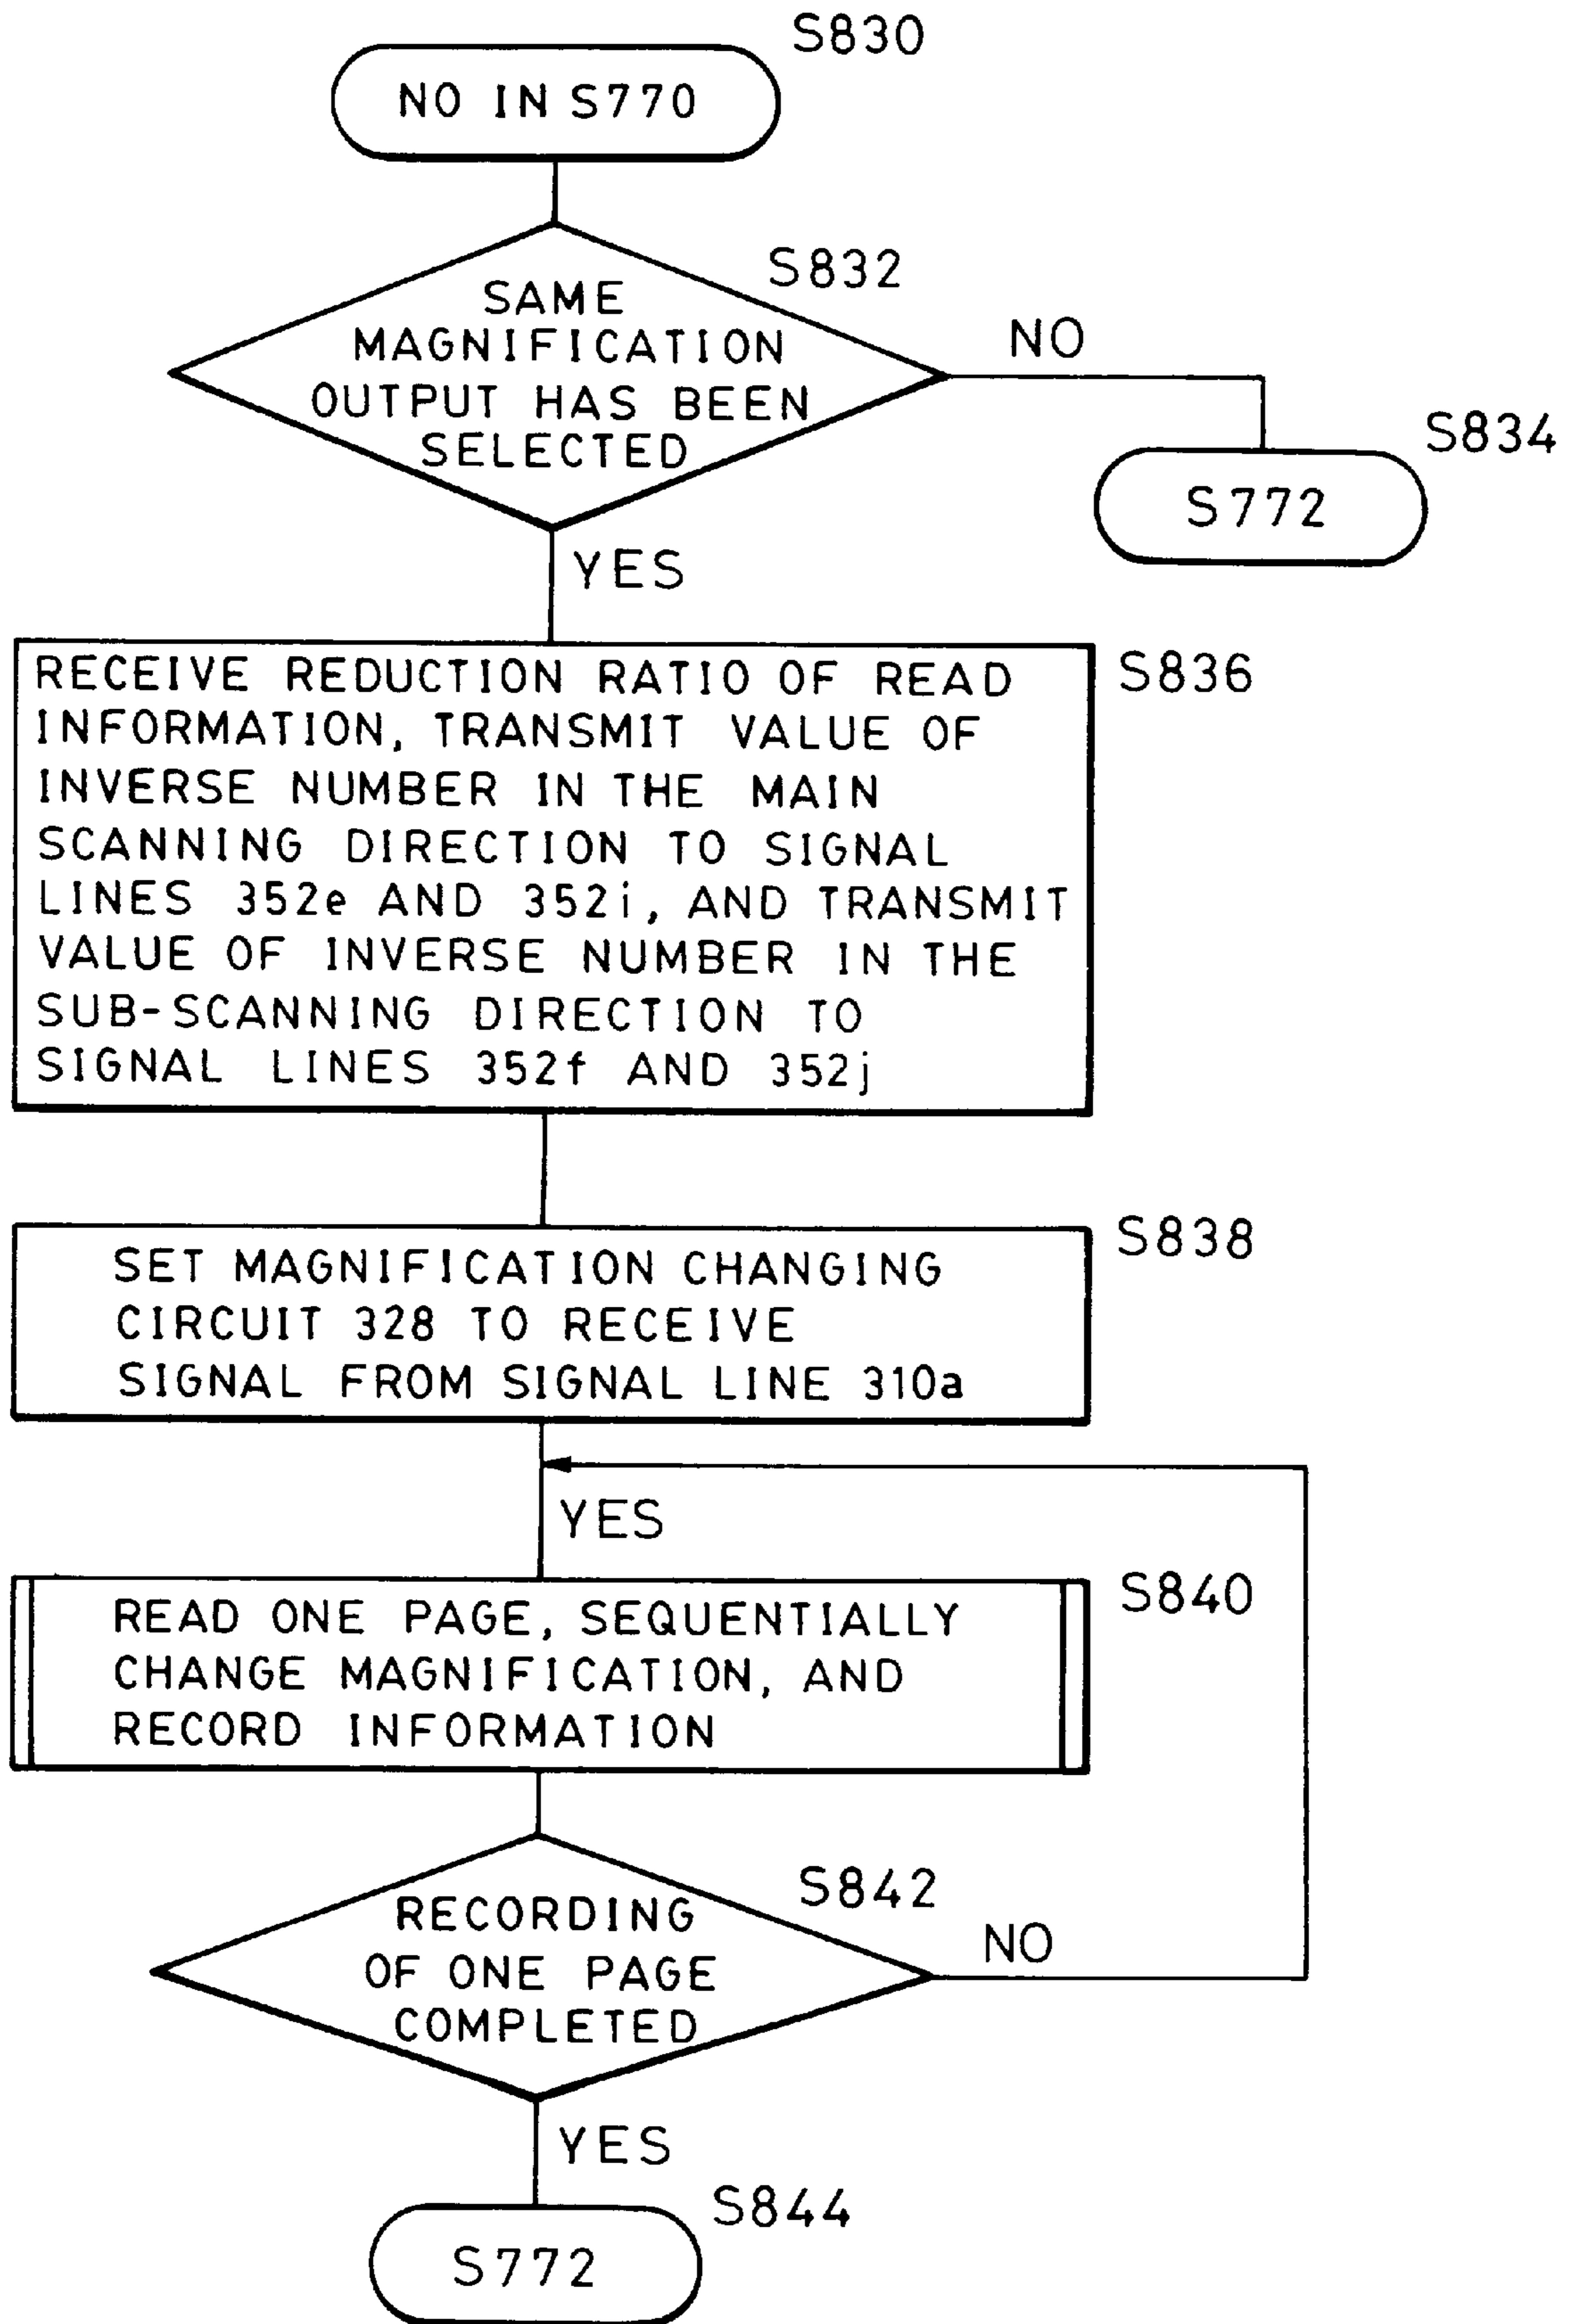 S830
NO IN S770
S832
SAME
MAGNIFICATION
OUTPUT HAS BEEN
SELECTED
NO
S834
S772
YES
S836
RECEIVE REDUCTION RATIO OF READ
INFORMATION, TRANSMIT VALUE OF
INVERSE NUMBER IN THE MAIN
SCANNING DIRECTION TO SIGNAL
LINES 352e AND 352i, AND TRANSMIT
VALUE OF INVERSE NUMBER IN THE
SUB-SCANNING DIRECTION TO
SIGNAL LINES 352f AND 352j
S838
SET MAGNIFICATION CHANGING
CIRCUIT 328 TO RECEIVE
SIGNAL FROM SIGNAL LINE 310a
YES
S840
READ ONE PAGE, SEQUENTIALLY
CHANGE MAGNIFICATION, AND
RECORD INFORMATION
S842
RECORDING
OF ONE PAGE
COMPLETED
NO
YES
S844
S772